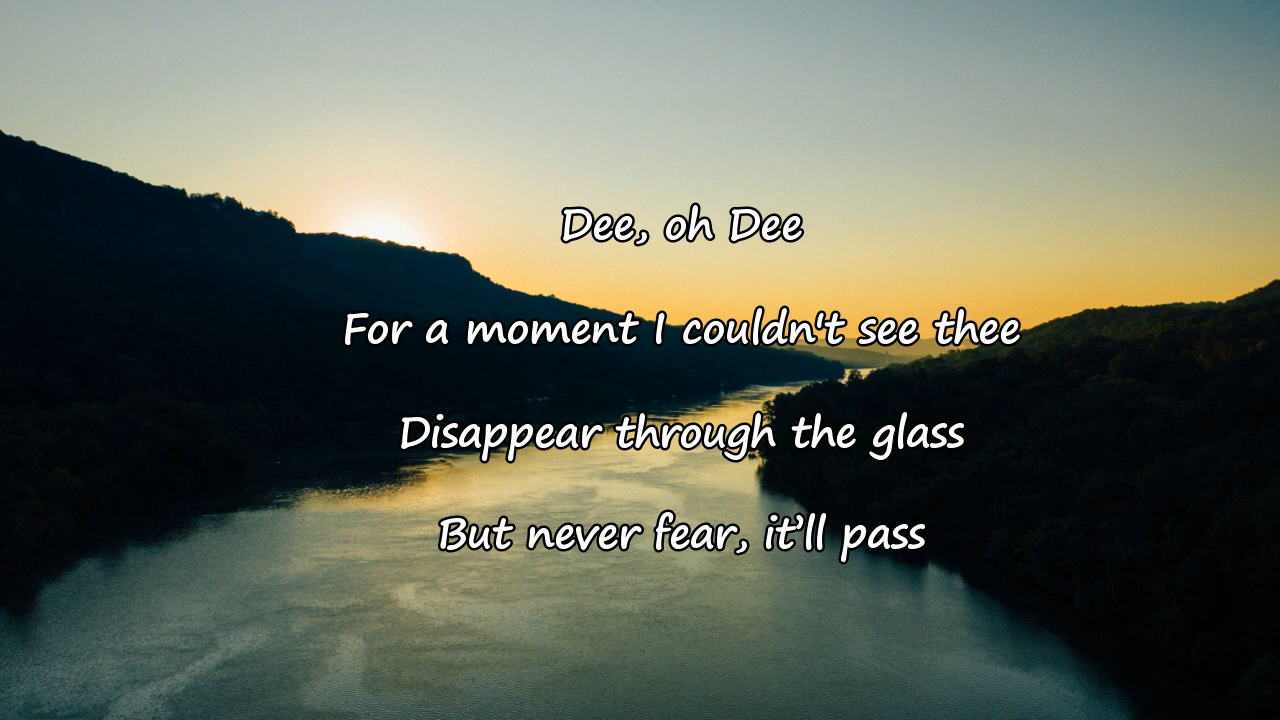 Dee, oh Dee
For a moment I couldn‘t see thee
Disappear through the glass
But never fear, it’ll pass